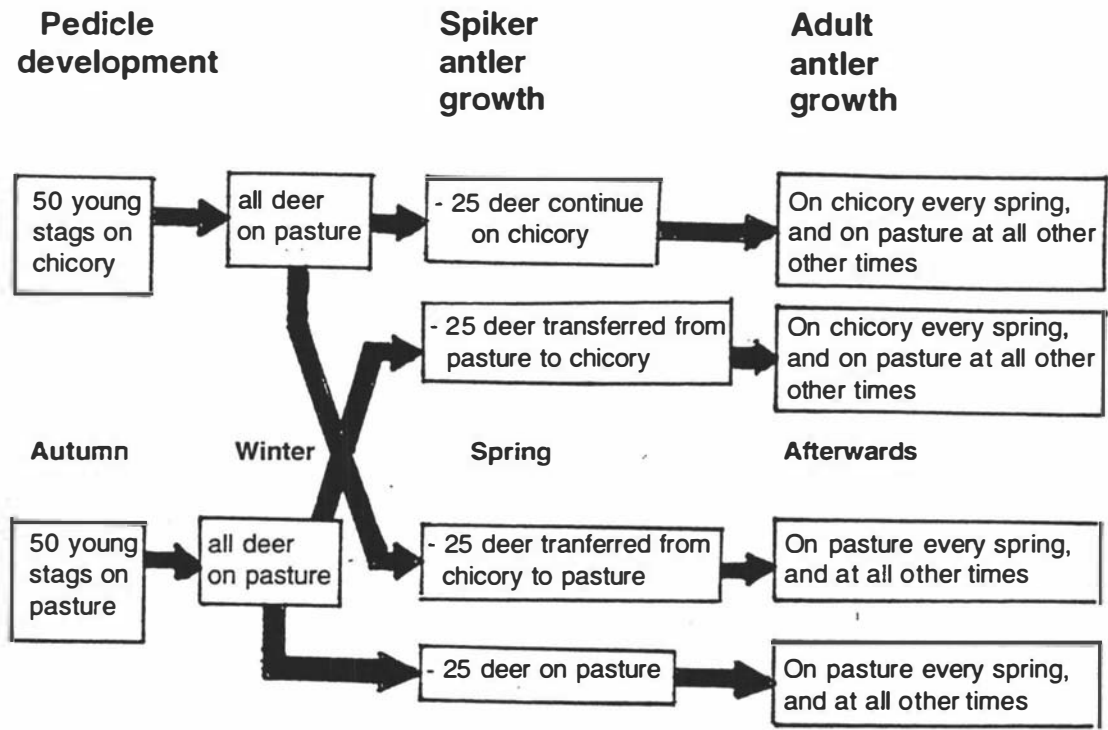 Pedicle
development
Spiker
antler
growth
Adult
antler
growth
50 young
stags on
chicory
all deer
on pasture
- 25 deer continue
on chicory
On chicory every spring,
and on pasture at all other
other times
- 25 deer transferred from
pasture to chicory
On chicory every spring,
and on pasture at all other
other times
Autumn
Winter
Spring
Afterwards
50 young
stags on
pasture
all deer
on pasture
- 25 deer tranferred from
chicory to pasture
On pasture every spring,
and at all other times
- 25 deer on pasture
On pasture every spring,
and at all other times